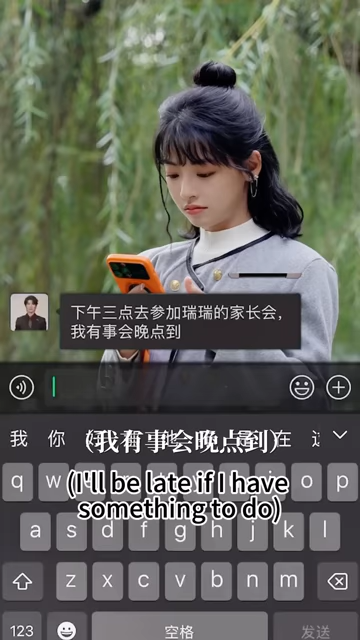 下午三点去参加瑞瑞的家长会，
我有事会晚点到
我 你 好 在
（我有事会晚点到）
q w o p
(I'll be late if I have
something to do)
a s d f g h j k l
z x c v b n m
123 空格 发送